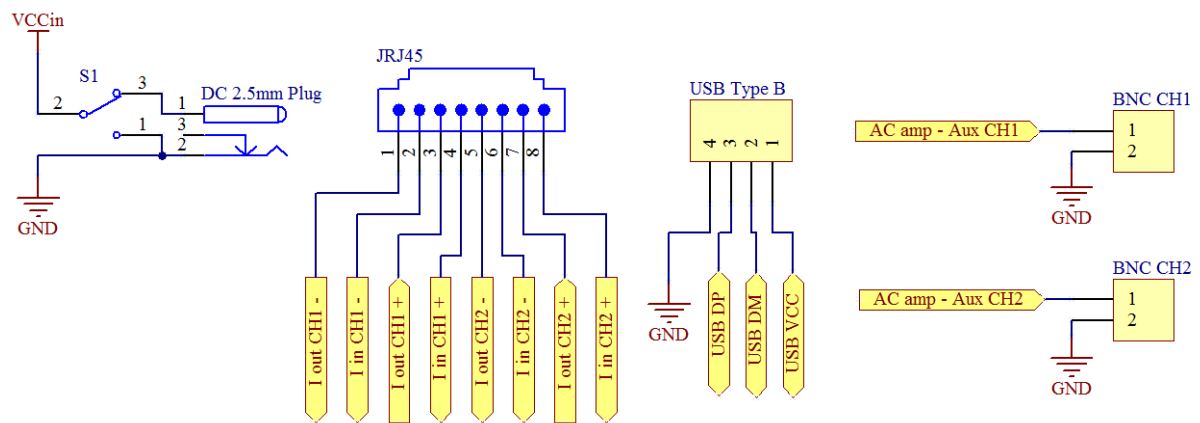 VCCin
S1
2
3
1
GND
DC 2.5mm Plug
1
3
2
JRJ45
1
2
3
4
5
6
7
8
I out CH1 -
I in CH1 -
I out CH1 +
I in CH1 +
I out CH2 -
I in CH2 -
I out CH2 +
I in CH2 +
USB Type B
4
3
2
1
GND
USB DP
USB DM
USB VCC
AC amp - Aux CH1
BNC CH1
1
2
GND
AC amp - Aux CH2
BNC CH2
1
2
GND